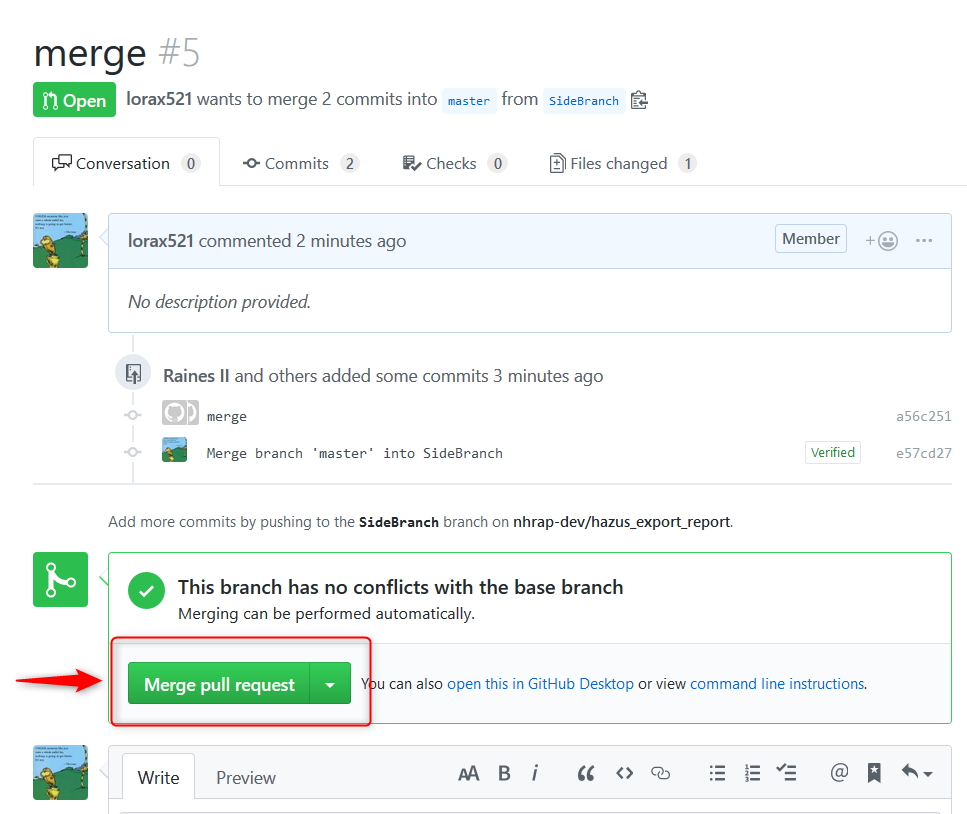 merge #5
Open lorax521 wants to merge 2 commits into master from SideBranch
Conversation 0 Commits 2 Checks 0 Files changed 1
lorax521 commented 2 minutes ago Member
No description provided.
Raines II and others added some commits 3 minutes ago
merge a56c251
Merge branch 'master' into SideBranch Verified e57cd27
Add more commits by pushing to the SideBranch branch on nhrap-dev/hazus_export_report.
This branch has no conflicts with the base branch
Merging can be performed automatically.
Merge pull request You can also open this in GitHub Desktop or view command line instructions.
Write Preview AA B i “ <> @